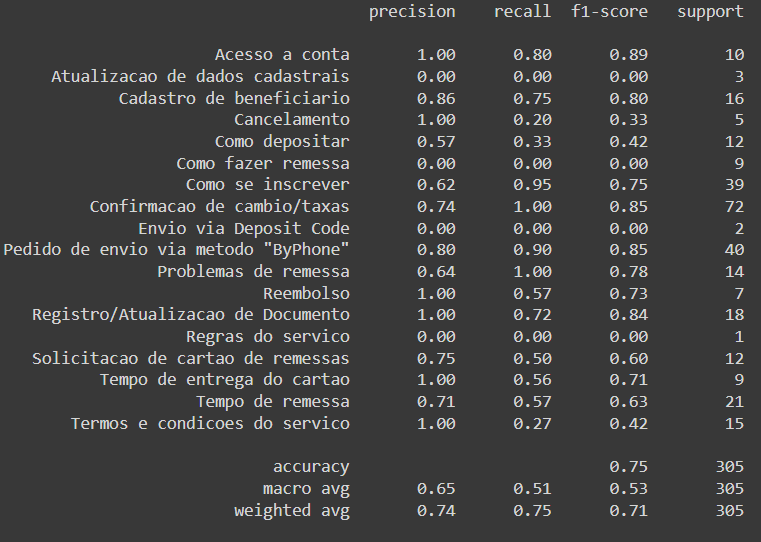 precision recall f1-score support
Acesso a conta 1.00 0.80 0.89 10
Atualizacao de dados cadastrais 0.00 0.00 0.00 3
Cadastro de beneficiario 0.86 0.75 0.80 16
Cancelamento 1.00 0.20 0.33 5
Como depositar 0.57 0.33 0.42 12
Como fazer remessa 0.00 0.00 0.00 9
Como se inscrever 0.62 0.95 0.75 39
Confirmacao de cambio/taxas 0.74 1.00 0.85 72
Envio via Deposit Code 0.00 0.00 0.00 2
Pedido de envio via metodo "ByPhone" 0.80 0.90 0.85 40
Problemas de remessa 0.64 1.00 0.78 14
Reembolso 1.00 0.57 0.73 7
Registro/Atualizacao de Documento 1.00 0.72 0.84 18
Regras do servico 0.00 0.00 0.00 1
Solicitacao de cartao de remessas 0.75 0.50 0.60 12
Tempo de entrega do cartao 1.00 0.56 0.71 9
Tempo de remessa 0.71 0.57 0.63 21
Termos e condicoes do servico 1.00 0.27 0.42 15
accuracy 0.75 305
macro avg 0.65 0.51 0.53 305
weighted avg 0.74 0.75 0.71 305